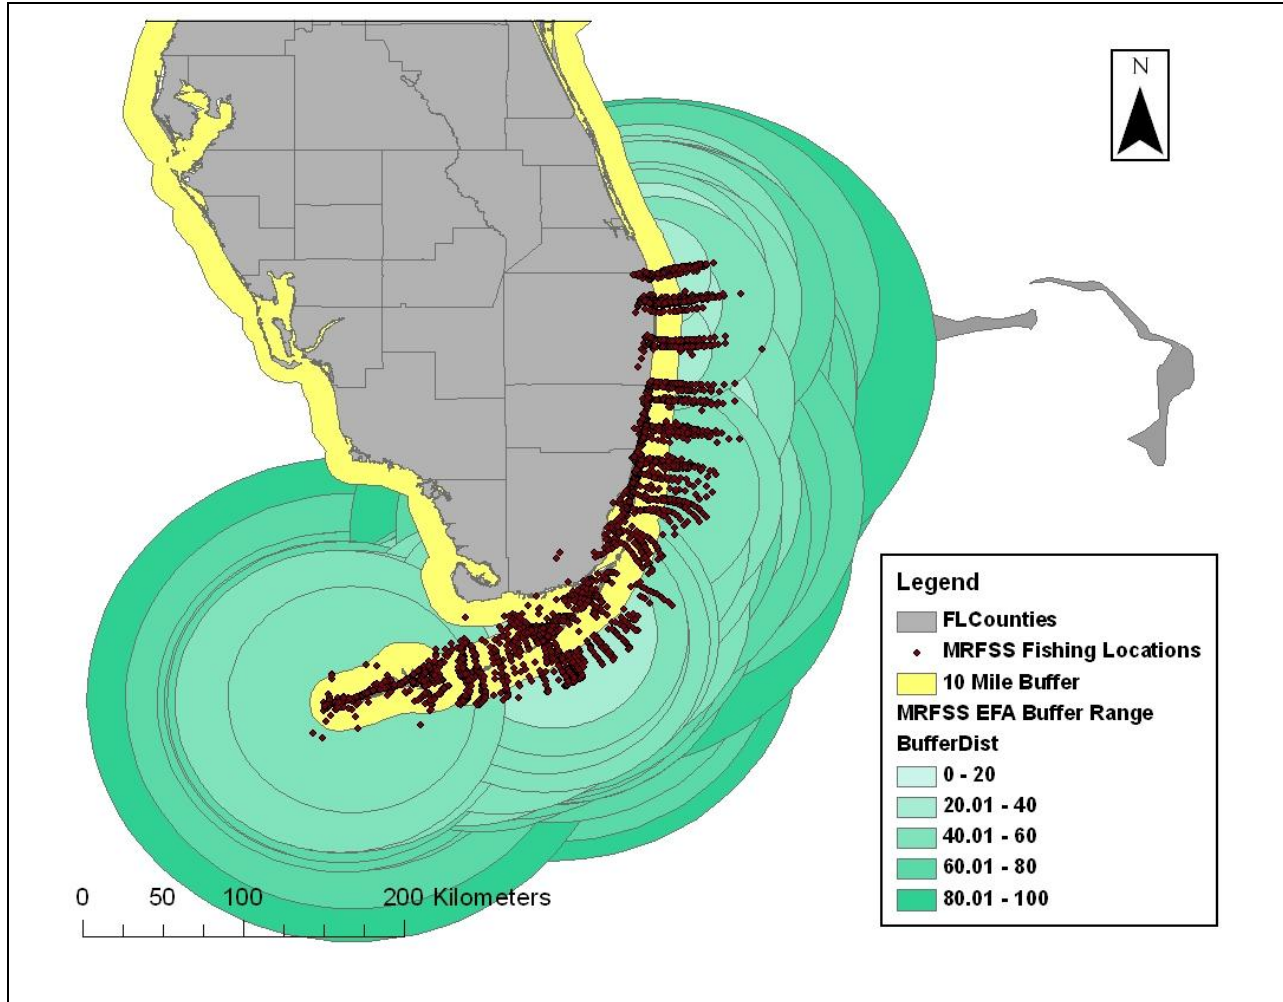 N
Legend
FLCounties
MRFSS Fishing Locations
10 Mile Buffer
MRFSS EFA Buffer Range
BufferDist
0 - 20
20.01 - 40
40.01 - 60
60.01 - 80
80.01 - 100
0 50 100 200 Kilometers